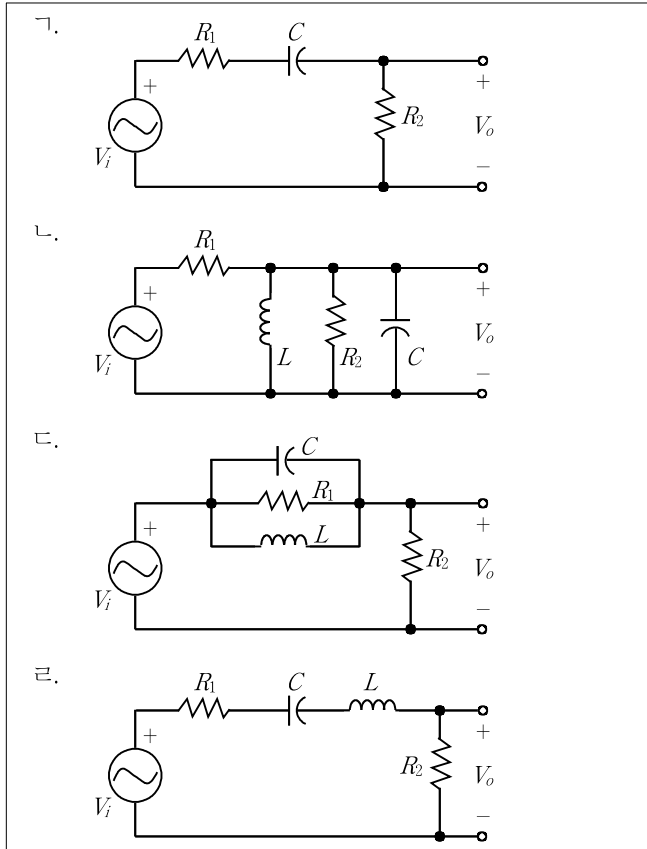 ㄱ.
R₁ C
+
Vᵢ
R₂
+
Vₒ
−
ㄴ.
R₁
+
Vᵢ
L
R₂
C
+
Vₒ
−
ㄷ.
C
R₁
L
+
Vᵢ
R₂
+
Vₒ
−
ㄹ.
R₁ C L
+
Vᵢ
R₂
+
Vₒ
−